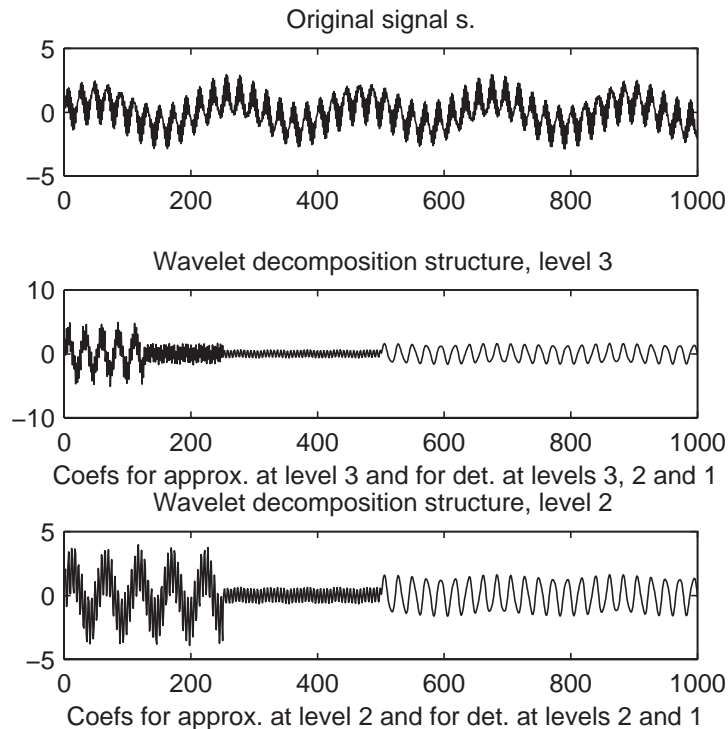 Original signal s.
5
0
−5
0 200 400 600 800 1000
Wavelet decomposition structure, level 3
10
0
−10
0 200 400 600 800 1000
Coefs for approx. at level 3 and for det. at levels 3, 2 and 1
Wavelet decomposition structure, level 2
5
0
−5
0 200 400 600 800 1000
Coefs for approx. at level 2 and for det. at levels 2 and 1